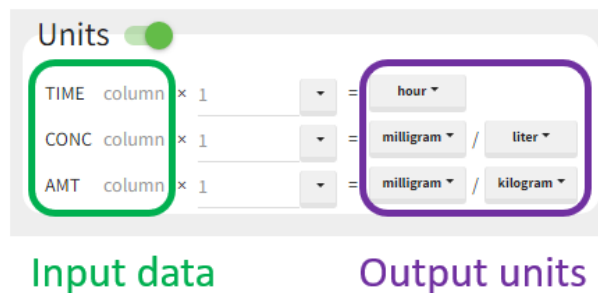 Units
TIME column × 1 = hour
CONC column × 1 = milligram / liter
AMT column × 1 = milligram / kilogram
Input data Output units